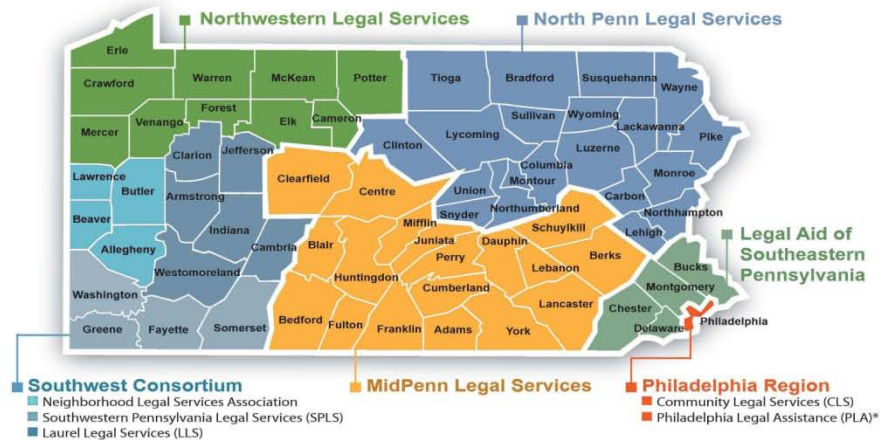 Northwestern Legal Services
North Penn Legal Services
Erie
Crawford
Warren
McKean
Potter
Mercer
Venango
Forest
Elk
Cameron
Tioga
Bradford
Susquehanna
Wayne
Clinton
Lycoming
Sullivan
Wyoming
Lackawanna
Pike
Luzerne
Columbia
Montour
Union
Snyder
Northumberland
Monroe
Carbon
Northhampton
Lehigh
Lawrence
Butler
Beaver
Allegheny
Clarion
Jefferson
Armstrong
Indiana
Cambria
Westmoreland
Washington
Greene
Fayette
Somerset
Clearfield
Centre
Blair
Mifflin
Juniata
Huntingdon
Perry
Dauphin
Schuylkill
Berks
Lebanon
Cumberland
Lancaster
Bedford
Fulton
Franklin
Adams
York
Legal Aid of
Southeastern
Pennsylvania
Bucks
Montgomery
Chester
Delaware
Philadelphia
Southwest Consortium
Neighborhood Legal Services Association
Southwestern Pennsylvania Legal Services (SPLS)
Laurel Legal Services (LLS)
MidPenn Legal Services
Philadelphia Region
Community Legal Services (CLS)
Philadelphia Legal Assistance (PLA)*